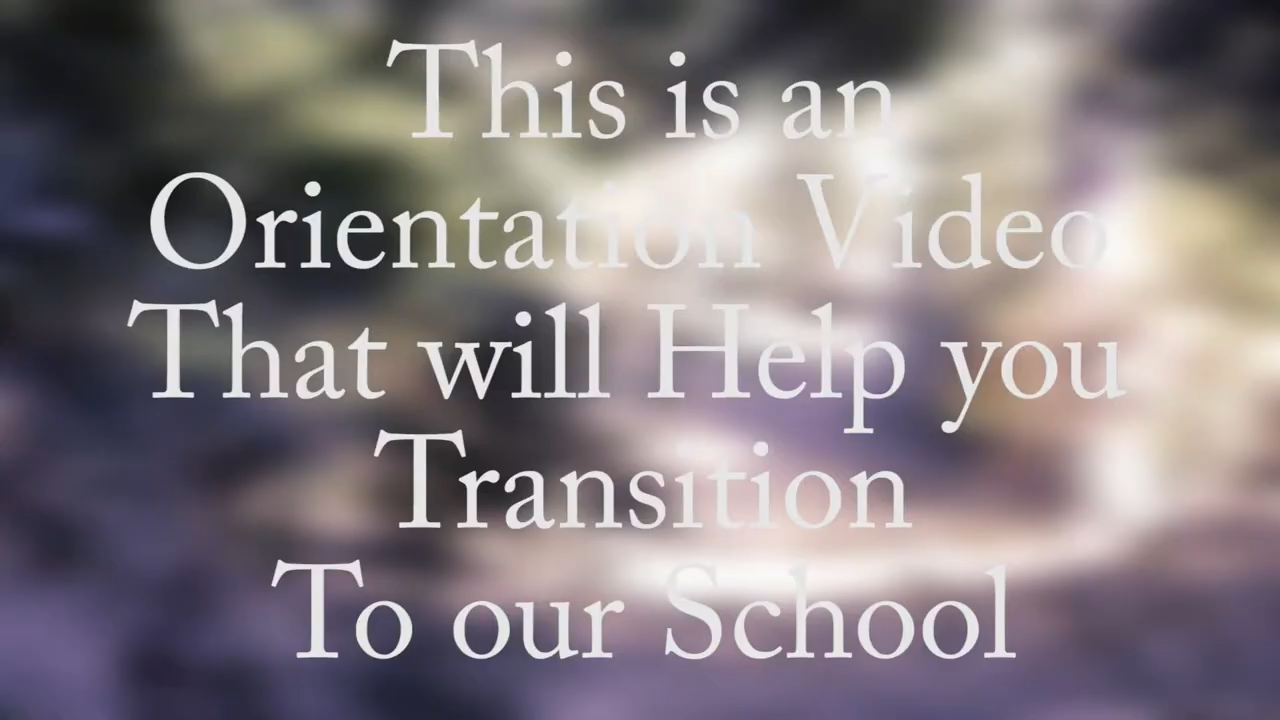 This is an
Orientation Video
That will Help you
Transition
To our School